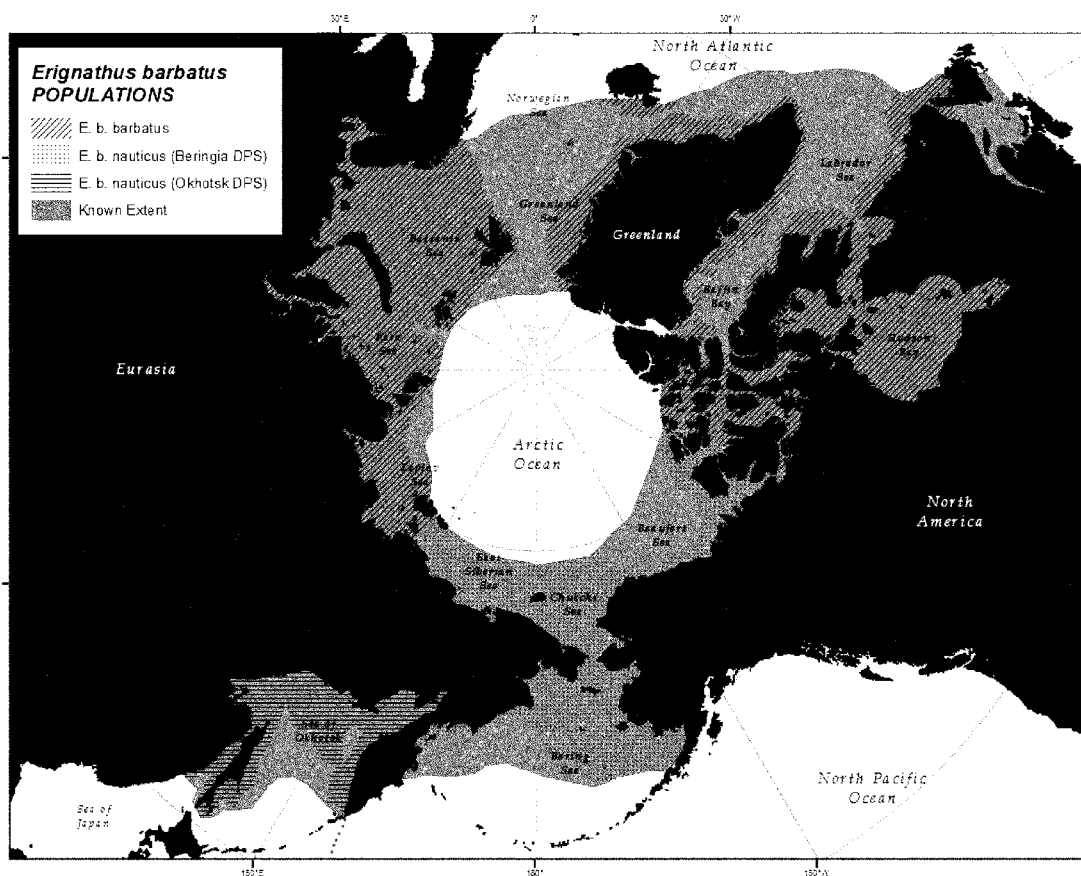 30°E 0° 30°W
Erignathus barbatus
POPULATIONS
E. b. barbatus
E. b. nauticus (Beringia DPS)
E. b. nauticus (Okhotsk DPS)
Known Extent
North Atlantic
Ocean
Norwegian
Sea
Labrador
Sea
Greenland
Sea
Greenland
Barents
Sea
Baffin
Bay
Hudson
Bay
Kara
Sea
Eurasia
Arctic
Ocean
Laptev
Sea
North
America
Beaufort
Sea
East
Siberian
Sea
Chukchi
Sea
Okhotsk
Bering
Sea
North Pacific
Ocean
Sea of
Japan
150°E 180° 150°W